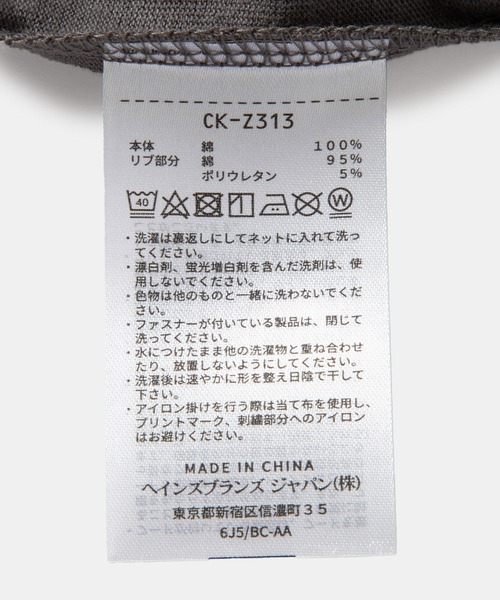 CK-Z313
本体 綿 100%
リブ部分 綿 95%
ポリウレタン 5%
40 W
・洗濯は裏返しにしてネットに入れて洗っ
てください。
・漂白剤、蛍光増白剤を含んだ洗剤は、使
用しないでください。
・色物は他のものと一緒に洗わないでくだ
さい。
・ファスナーが付いている製品は、閉じて
洗ってください。
・水につけたまま他の洗濯物と重ね合わせ
たり、放置しないようにしてください。
・洗濯後は速やかに形を整え日陰で干して
下さい。
・アイロン掛けを行う際は当て布を使用し、
プリントマーク、刺繍部分へのアイロン
はお避けください。
MADE IN CHINA
ヘインズブランズ ジャパン(株)
東京都新宿区信濃町35
6J5/BC-AA